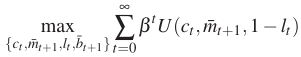 \max_{\{c_t, \bar{m}_{t+1}, l_t, \bar{b}_{t+1}\}} \sum_{t=0}^{\infty} \beta^t U(c_t, \bar{m}_{t+1}, 1 - l_t)